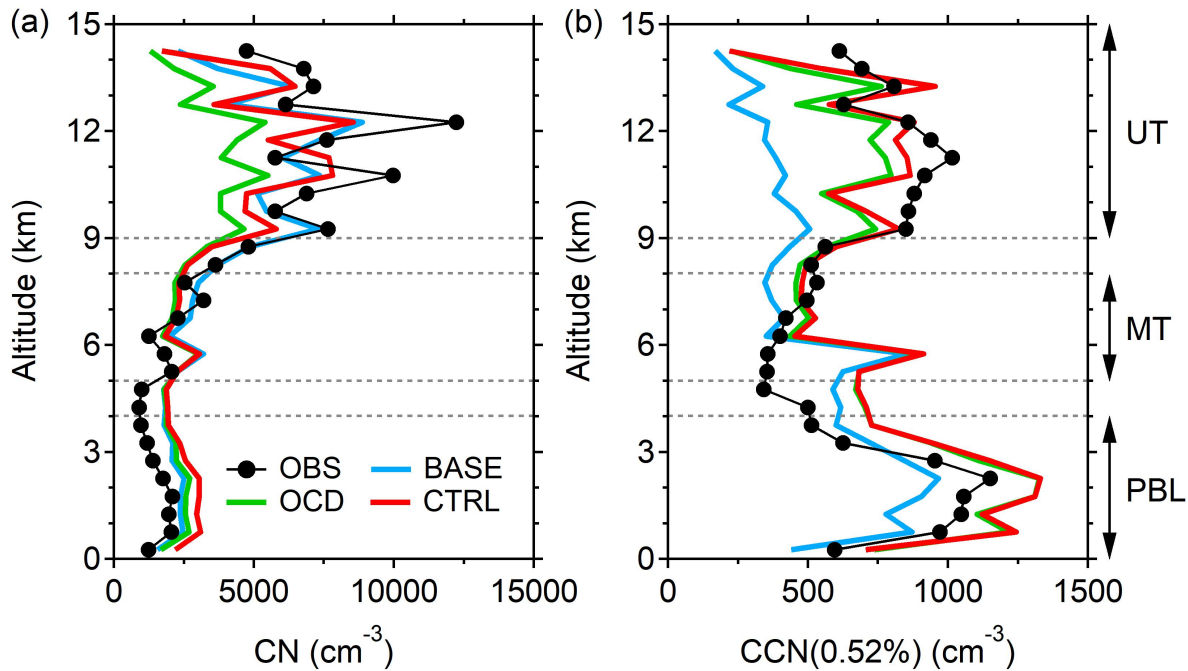 (a)
15
12
9
6
3
0
Altitude (km)
OBS
BASE
OCD
CTRL
0
5000
10000
15000
CN (cm⁻³)
(b)
15
12
9
6
3
0
Altitude (km)
0
500
1000
1500
CCN(0.52%) (cm⁻³)
UT
MT
PBL